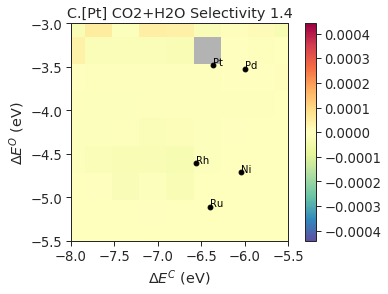 C.[Pt] CO2+H2O Selectivity 1.4
−3.0
−3.5
−4.0
−4.5
−5.0
−5.5
ΔE^O (eV)
Pt
Pd
Rh
Ni
Ru
−8.0 −7.5 −7.0 −6.5 −6.0 −5.5
ΔE^C (eV)
0.0004
0.0003
0.0002
0.0001
0.0000
−0.0001
−0.0002
−0.0003
−0.0004